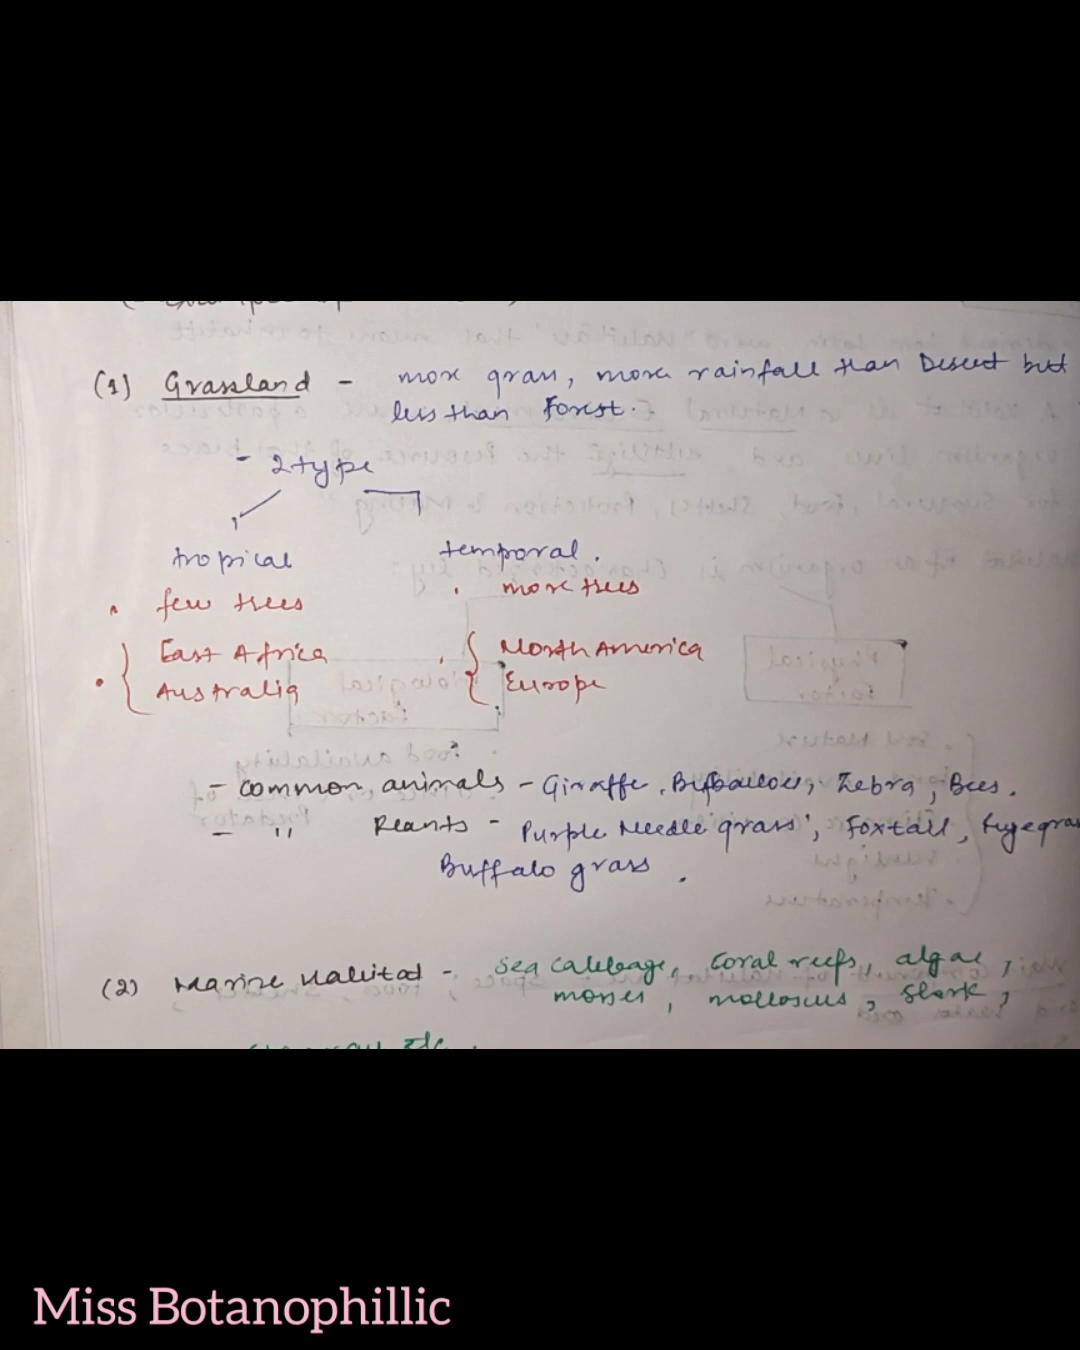 (1) Grassland - more grass, more rainfall than Desert but
less than Forest.
- 2 type
tropical temporal.
• few trees • more trees
• East Africa • North America
Australia Europe
- common animals - Giraffe, Buffaloes, Zebra, Bees.
- " Plants - Purple Needle grass, Foxtail,
Buffalo grass.
(2) Marine Habitat - Sea cabbage, Coral reefs, algae,
mosses, molloscus, Shark,
etc.
Miss Botanophillic